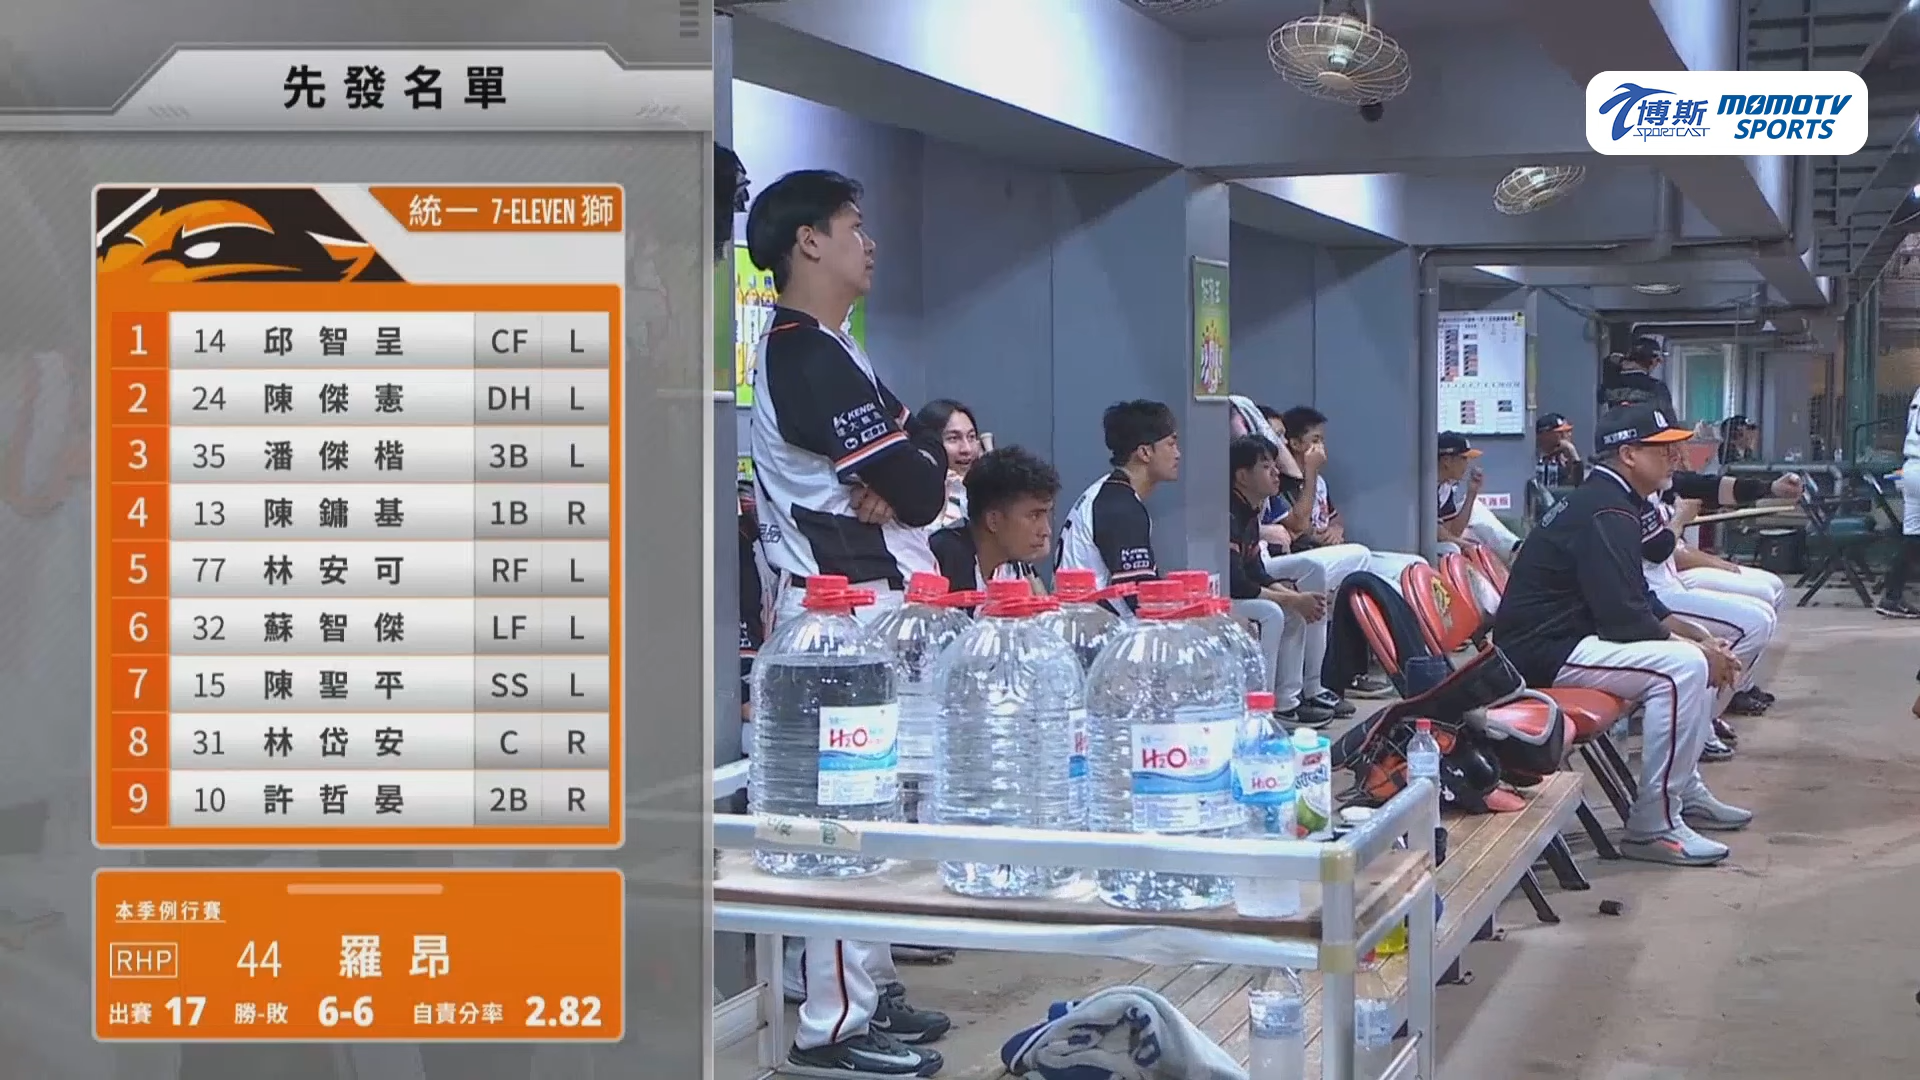 先發名單
博斯 SPORTCAST MOMOTV SPORTS
統一 7-ELEVEN 獅
1 14 邱智呈 CF L
2 24 陳傑憲 DH L
3 35 潘傑楷 3B L
4 13 陳鏞基 1B R
5 77 林安可 RF L
6 32 蘇智傑 LF L
7 15 陳聖平 SS L
8 31 林岱安 C R
9 10 許哲晏 2B R
本季例行賽
RHP 44 羅昂
出賽 17 勝-敗 6-6 自責分率 2.82
KENDA
KENDA
H2O
H2O
H2O